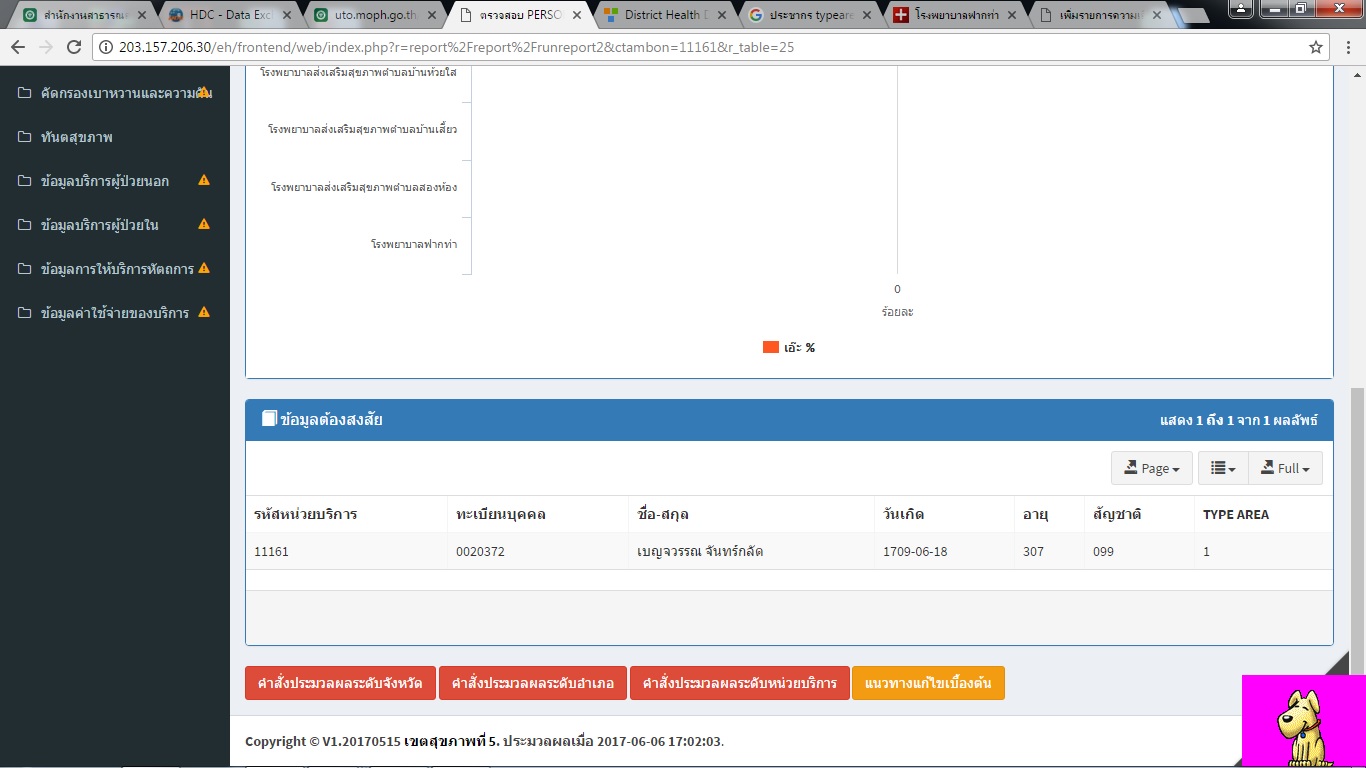 สำนักงานสาธารณ
HDC - Data Exc
uto.moph.go.th
ตรวจสอบ PERSO
District Health D
ประชากร typeare
โรงพยาบาลฟากท่า
เพิ่มรายการความ
203.157.206.30/eh/frontend/web/index.php?r=report%2Freport%2Frunreport2&ctambon=11161&r_table=25
คัดกรองเบาหวานและความดัน
ทันตสุขภาพ
ข้อมูลบริการผู้ป่วยนอก
ข้อมูลบริการผู้ป่วยใน
ข้อมูลการให้บริการหัตถการ
ข้อมูลค่าใช้จ่ายของบริการ
โรงพยาบาลส่งเสริมสุขภาพตำบลบ้านห้วยใส
โรงพยาบาลส่งเสริมสุขภาพตำบลบ้านเสี้ยว
โรงพยาบาลส่งเสริมสุขภาพตำบลสองห้อง
โรงพยาบาลฟากท่า
0
ร้อยละ
เอ๊ะ %
ข้อมูลต้องสงสัย แสดง 1 ถึง 1 จาก 1 ผลลัพธ์
Page Full
รหัสหน่วยบริการ ทะเบียนบุคคล ชื่อ-สกุล วันเกิด อายุ สัญชาติ TYPE AREA
11161 0020372 เบญจวรรณ จันทร์กลัด 1709-06-18 307 099 1
คำสั่งประมวลผลระดับจังหวัด คำสั่งประมวลผลระดับอำเภอ คำสั่งประมวลผลระดับหน่วยบริการ แนวทางแก้ไขเบื้องต้น
Copyright © V1.20170515 เขตสุขภาพที่ 5. ประมวลผลเมื่อ 2017-06-06 17:02:03.